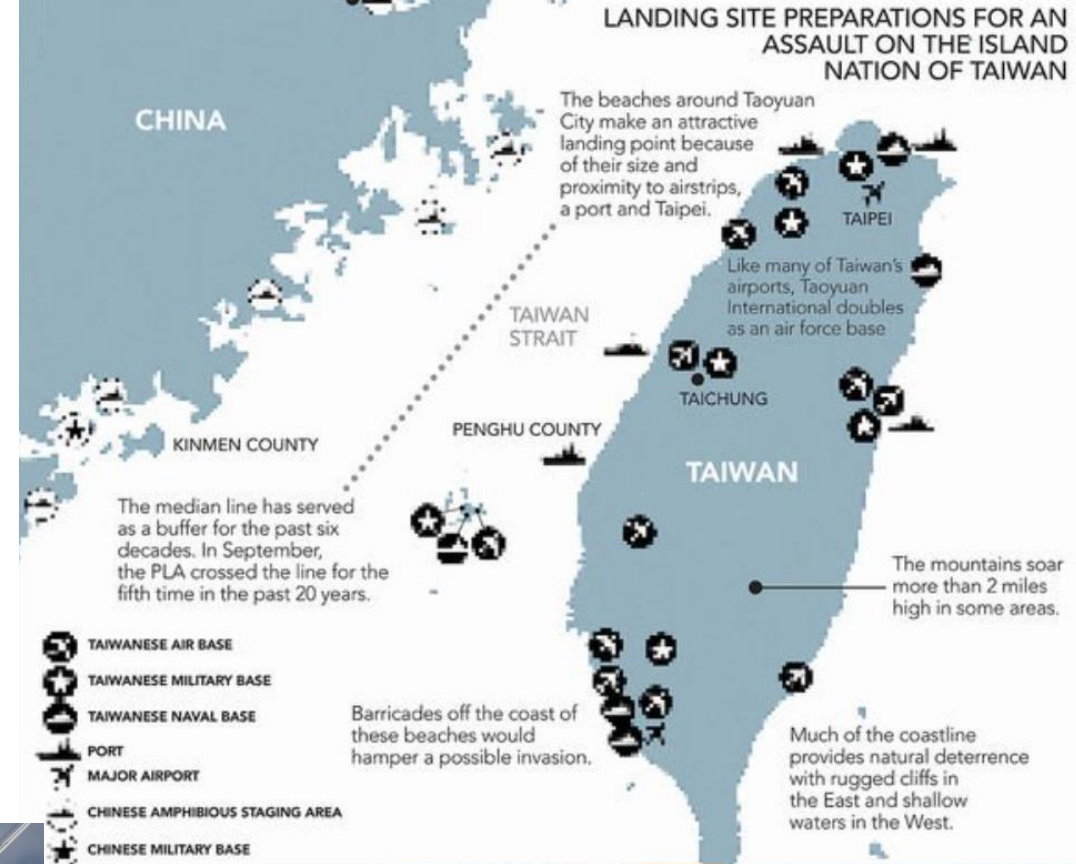 LANDING SITE PREPARATIONS FOR AN
ASSAULT ON THE ISLAND
NATION OF TAIWAN
CHINA
The beaches around Taoyuan
City make an attractive
landing point because
of their size and
proximity to airstrips,
a port and Taipei.
TAIPEI
Like many of Taiwan's
airports, Taoyuan
International doubles
as an air force base
TAIWAN
STRAIT
TAICHUNG
PENGHU COUNTY
KINMEN COUNTY
TAIWAN
The median line has served
as a buffer for the past six
decades. In September,
the PLA crossed the line for the
fifth time in the past 20 years.
The mountains soar
more than 2 miles
high in some areas.
TAIWANESE AIR BASE
TAIWANESE MILITARY BASE
TAIWANESE NAVAL BASE
PORT
MAJOR AIRPORT
CHINESE AMPHIBIOUS STAGING AREA
CHINESE MILITARY BASE
Barricades off the coast of
these beaches would
hamper a possible invasion.
Much of the coastline
provides natural deterrence
with rugged cliffs in
the East and shallow
waters in the West.